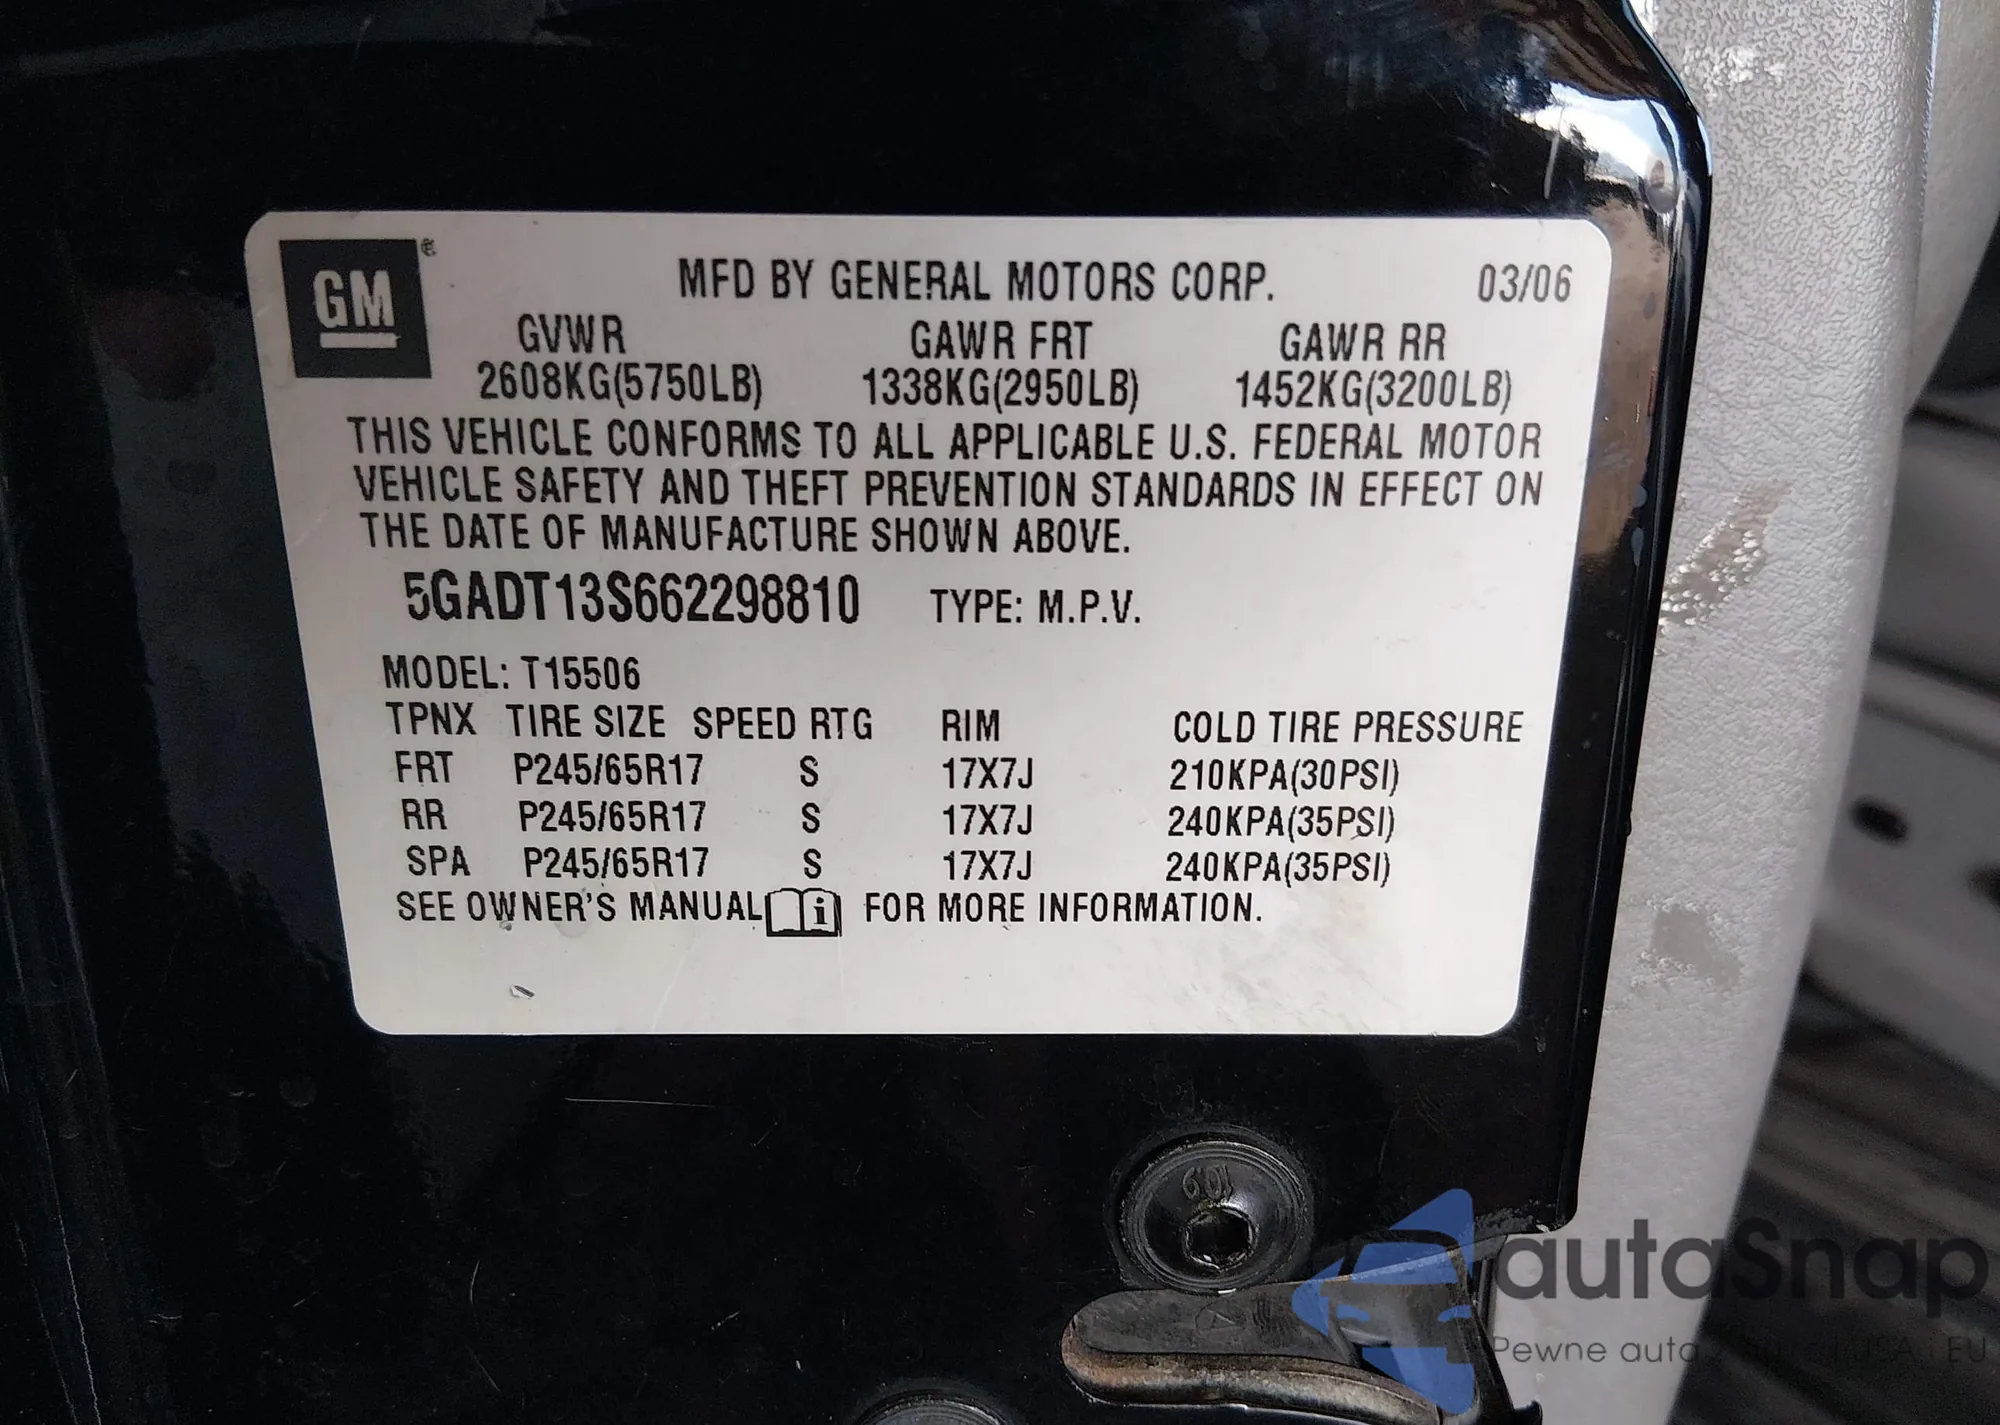 GM ®
MFD BY GENERAL MOTORS CORP. 03/06
GVWR GAWR FRT GAWR RR
2608KG(5750LB) 1338KG(2950LB) 1452KG(3200LB)
THIS VEHICLE CONFORMS TO ALL APPLICABLE U.S. FEDERAL MOTOR
VEHICLE SAFETY AND THEFT PREVENTION STANDARDS IN EFFECT ON
THE DATE OF MANUFACTURE SHOWN ABOVE.
5GADT13S662298810 TYPE: M.P.V.
MODEL: T15506
TPNX TIRE SIZE SPEED RTG RIM COLD TIRE PRESSURE
FRT P245/65R17 S 17X7J 210KPA(30PSI)
RR P245/65R17 S 17X7J 240KPA(35PSI)
SPA P245/65R17 S 17X7J 240KPA(35PSI)
SEE OWNER'S MANUAL i FOR MORE INFORMATION.
autoSnap
Pewne auta USA EU